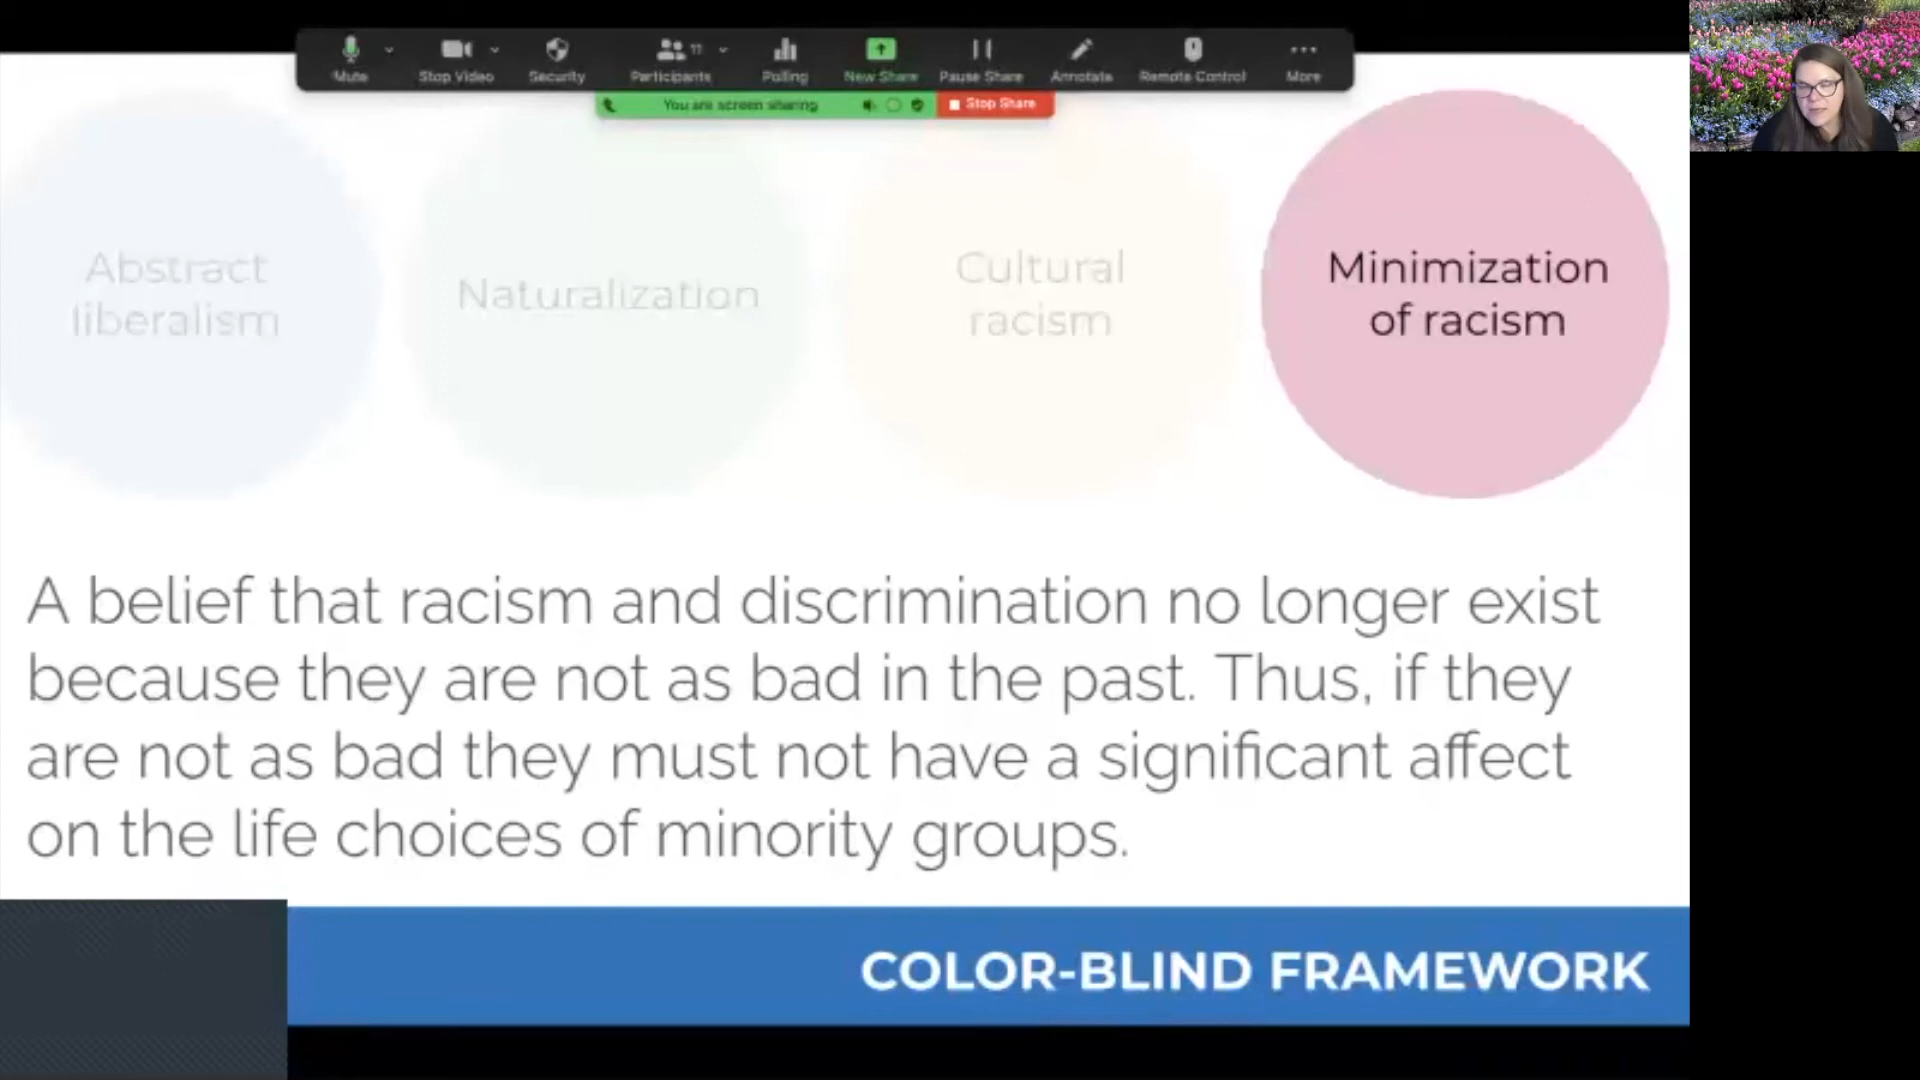 Mute
Stop Video
Security
Participants 11
Polling
New Share
Pause Share
Annotate
Remote Control
More
You are screen sharing
Stop Share
Abstract
liberalism
Naturalization
Cultural
racism
Minimization
of racism
A belief that racism and discrimination no longer exist
because they are not as bad in the past. Thus, if they
are not as bad they must not have a significant affect
on the life choices of minority groups.
COLOR-BLIND FRAMEWORK